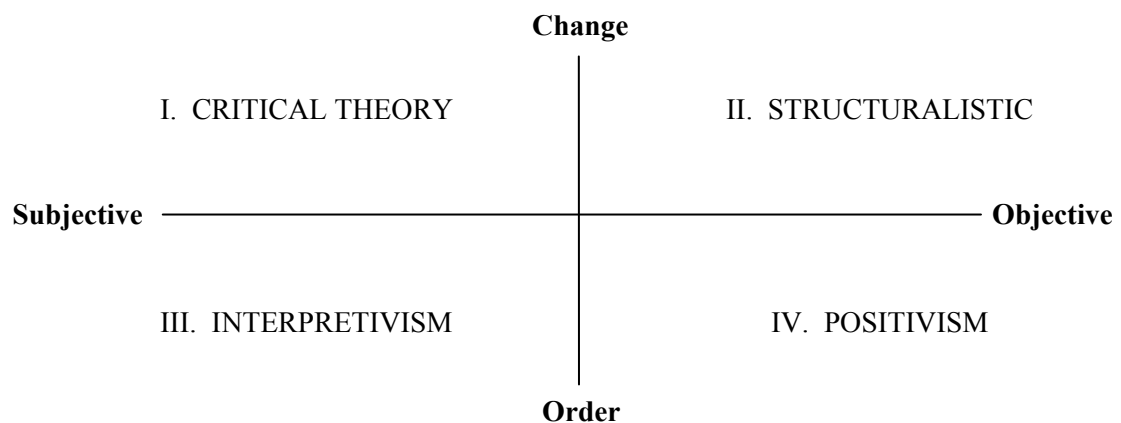 Change
I. CRITICAL THEORY
II. STRUCTURALISTIC
Subjective
Objective
III. INTERPRETIVISM
IV. POSITIVISM
Order